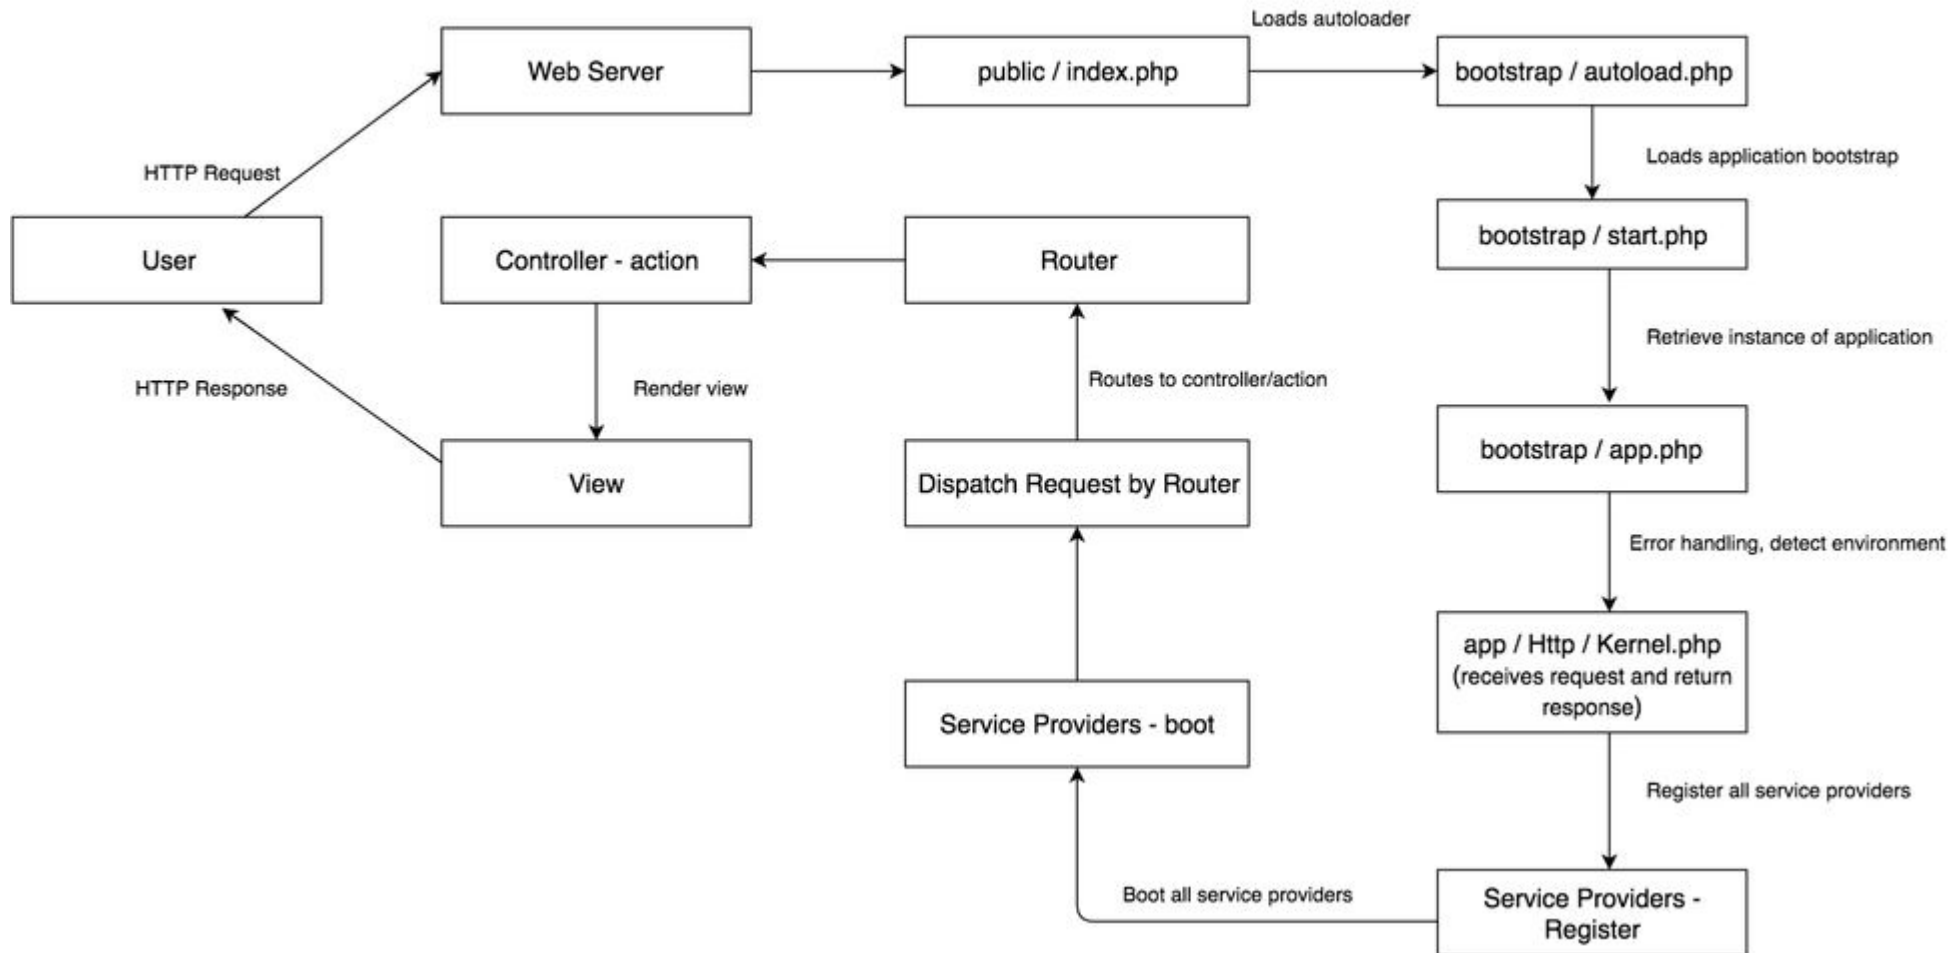 Loads autoloader
Web Server
public / index.php
bootstrap / autoload.php
HTTP Request
Loads application bootstrap
User
Controller - action
Router
bootstrap / start.php
Retrieve instance of application
HTTP Response
Render view
Routes to controller/action
bootstrap / app.php
View
Dispatch Request by Router
Error handling, detect environment
app / Http / Kernel.php
(receives request and return
response)
Service Providers - boot
Register all service providers
Boot all service providers
Service Providers -
Register